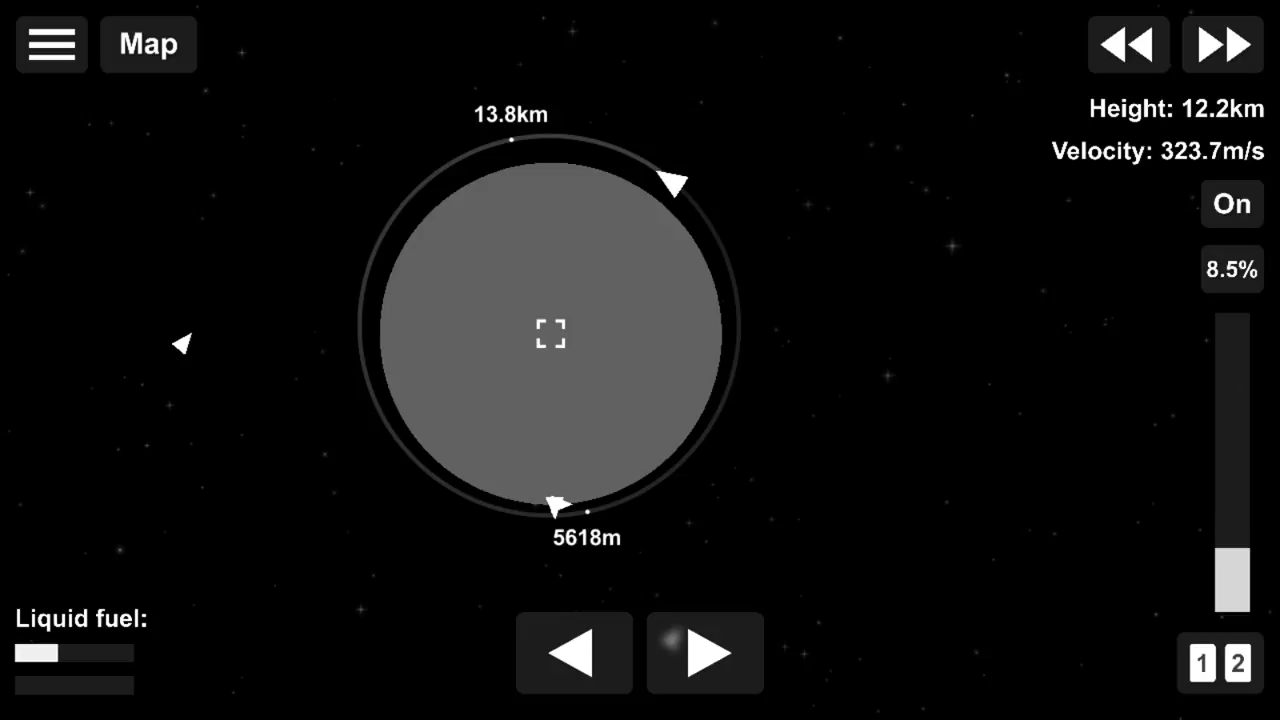 Map
13.8km
Height: 12.2km
Velocity: 323.7m/s
On
8.5%
5618m
Liquid fuel:
1 2